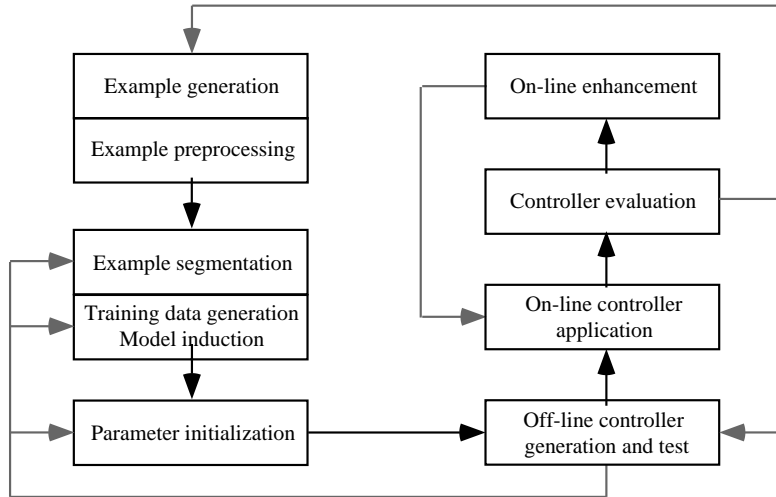 Example generation
Example preprocessing
Example segmentation
Training data generation
Model induction
Parameter initialization
On-line enhancement
Controller evaluation
On-line controller
application
Off-line controller
generation and test